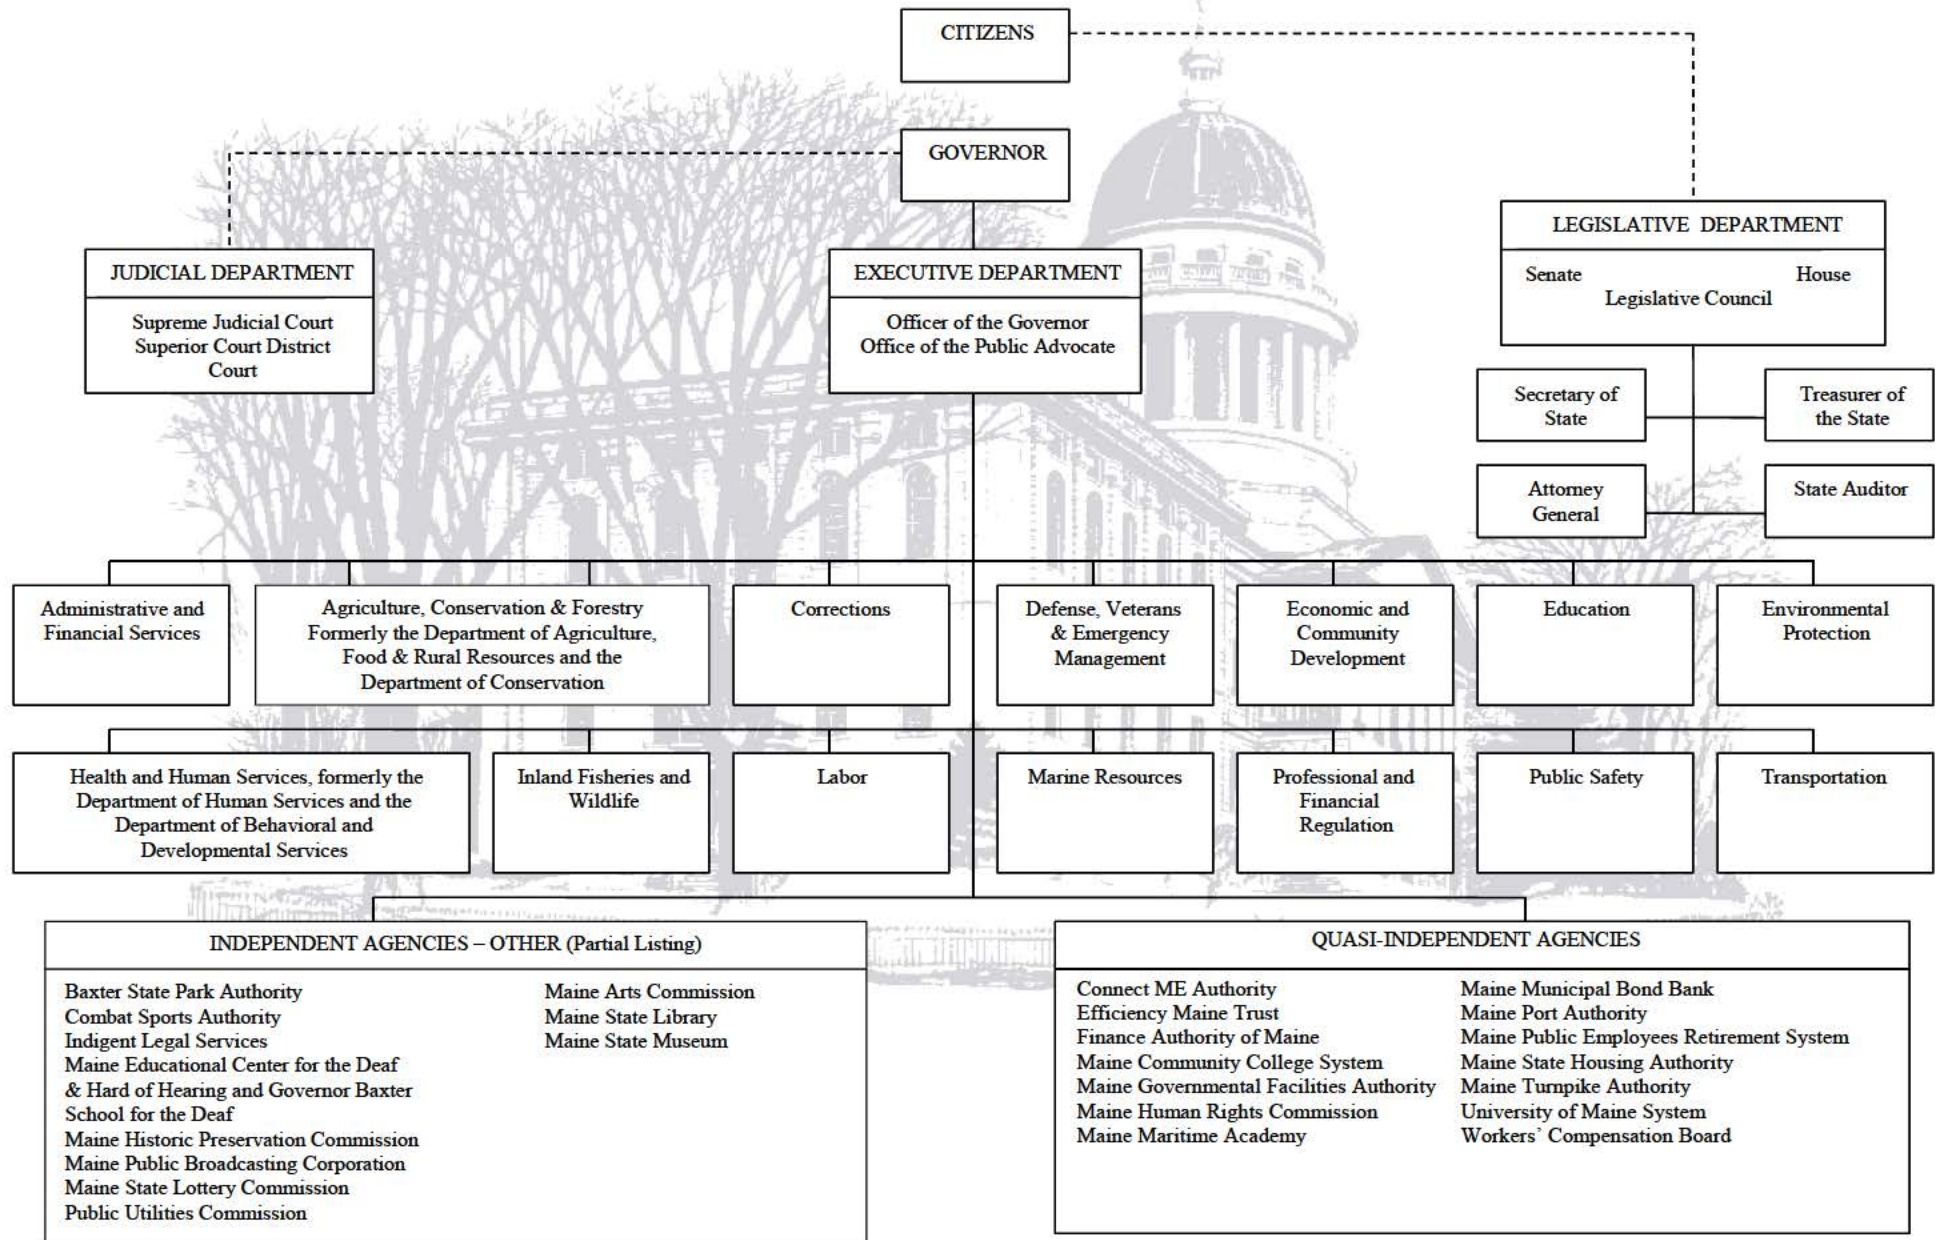 CITIZENS
GOVERNOR
JUDICIAL DEPARTMENT
Supreme Judicial Court
Superior Court District
Court
EXECUTIVE DEPARTMENT
Officer of the Governor
Office of the Public Advocate
LEGISLATIVE DEPARTMENT
Senate House
Legislative Council
Secretary of
State
Treasurer of
the State
Attorney
General
State Auditor
Administrative and
Financial Services
Agriculture, Conservation & Forestry
Formerly the Department of Agriculture,
Food & Rural Resources and the
Department of Conservation
Corrections
Defense, Veterans
& Emergency
Management
Economic and
Community
Development
Education
Environmental
Protection
Health and Human Services, formerly the
Department of Human Services and the
Department of Behavioral and
Developmental Services
Inland Fisheries and
Wildlife
Labor
Marine Resources
Professional and
Financial
Regulation
Public Safety
Transportation
INDEPENDENT AGENCIES – OTHER (Partial Listing)
Baxter State Park Authority
Combat Sports Authority
Indigent Legal Services
Maine Educational Center for the Deaf
& Hard of Hearing and Governor Baxter
School for the Deaf
Maine Historic Preservation Commission
Maine Public Broadcasting Corporation
Maine State Lottery Commission
Public Utilities Commission
Maine Arts Commission
Maine State Library
Maine State Museum
QUASI-INDEPENDENT AGENCIES
Connect ME Authority
Efficiency Maine Trust
Finance Authority of Maine
Maine Community College System
Maine Governmental Facilities Authority
Maine Human Rights Commission
Maine Maritime Academy
Maine Municipal Bond Bank
Maine Port Authority
Maine Public Employees Retirement System
Maine State Housing Authority
Maine Turnpike Authority
University of Maine System
Workers’ Compensation Board